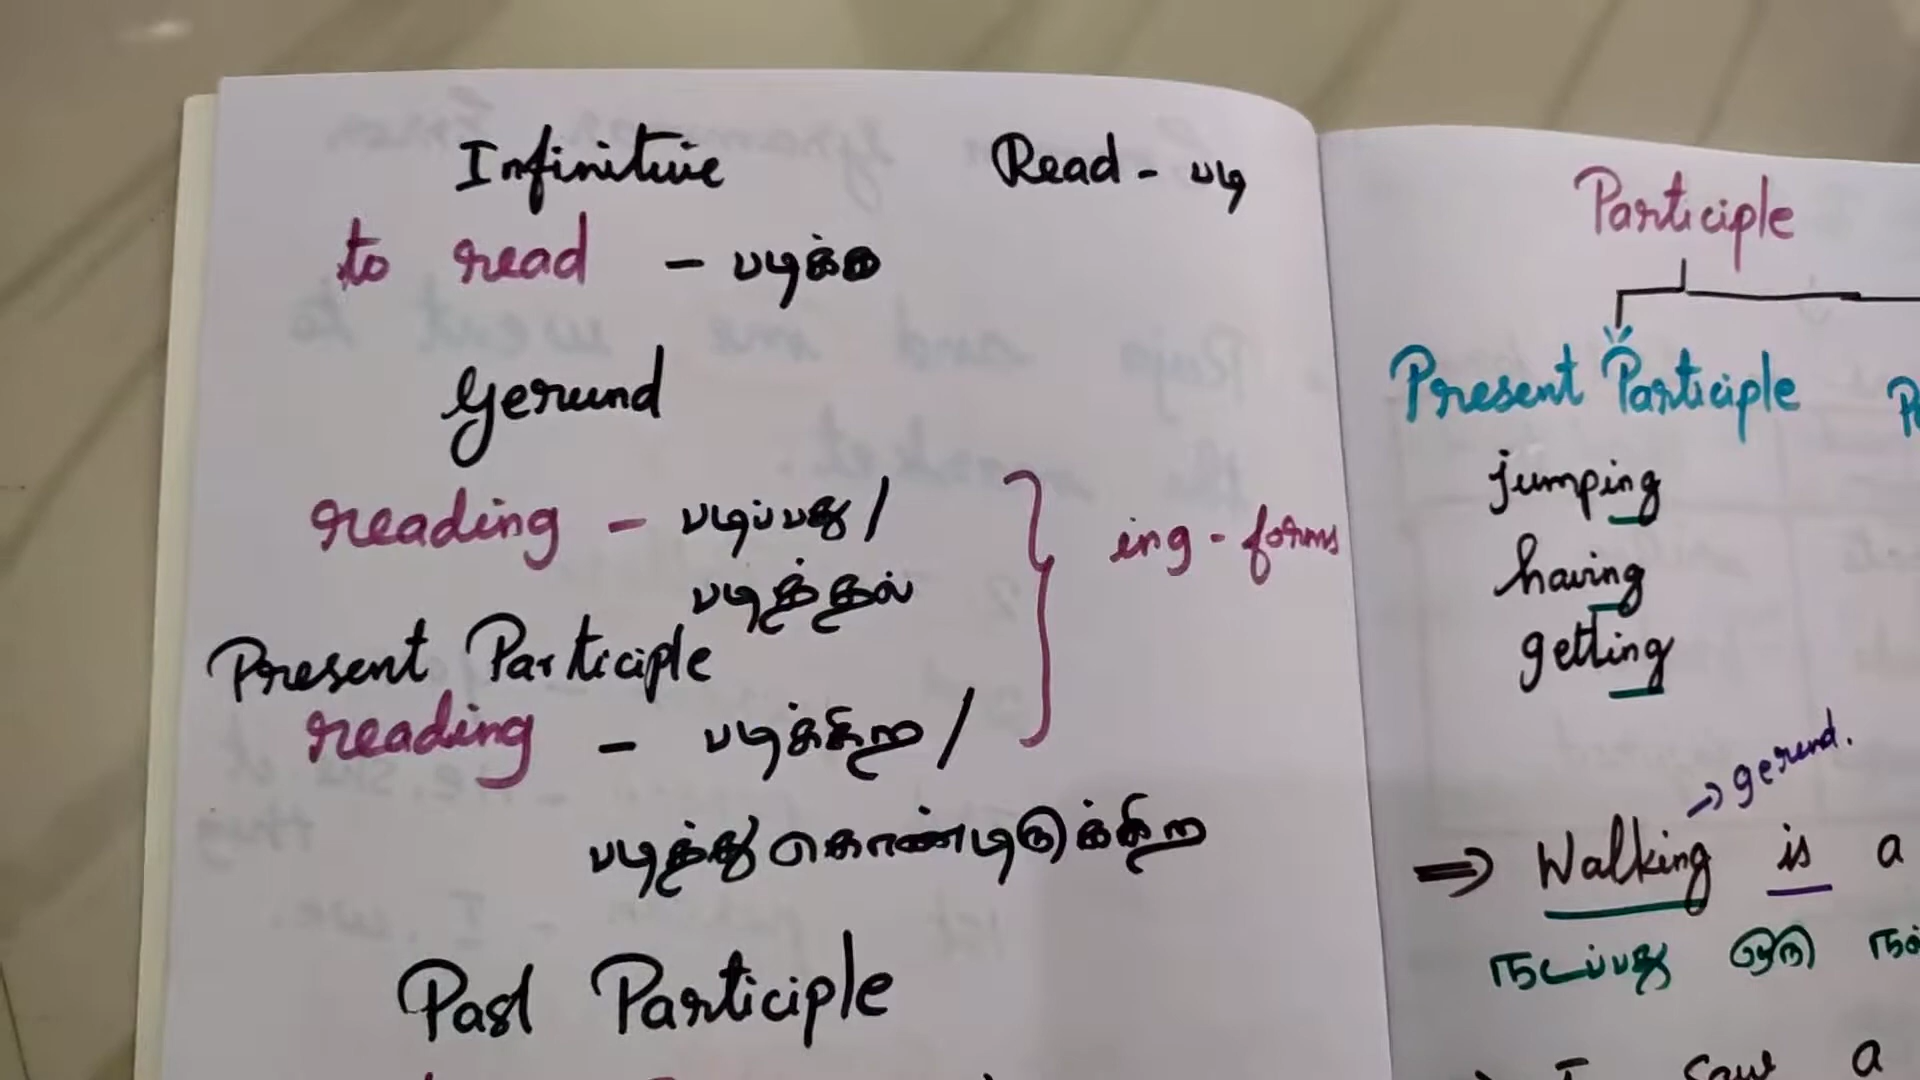 Infinitive Read - படி
to read - படிக்க
Gerund
reading - படிப்பது /
படித்தல்
ing - forms
Present Participle
reading - படிக்கிற /
படித்துகொண்டிருக்கிற
Past Participle
Participle
Present Participle
jumping
having
getting
→ gerund.
⇒ Walking is a
நடப்பது ஒரு
I saw a